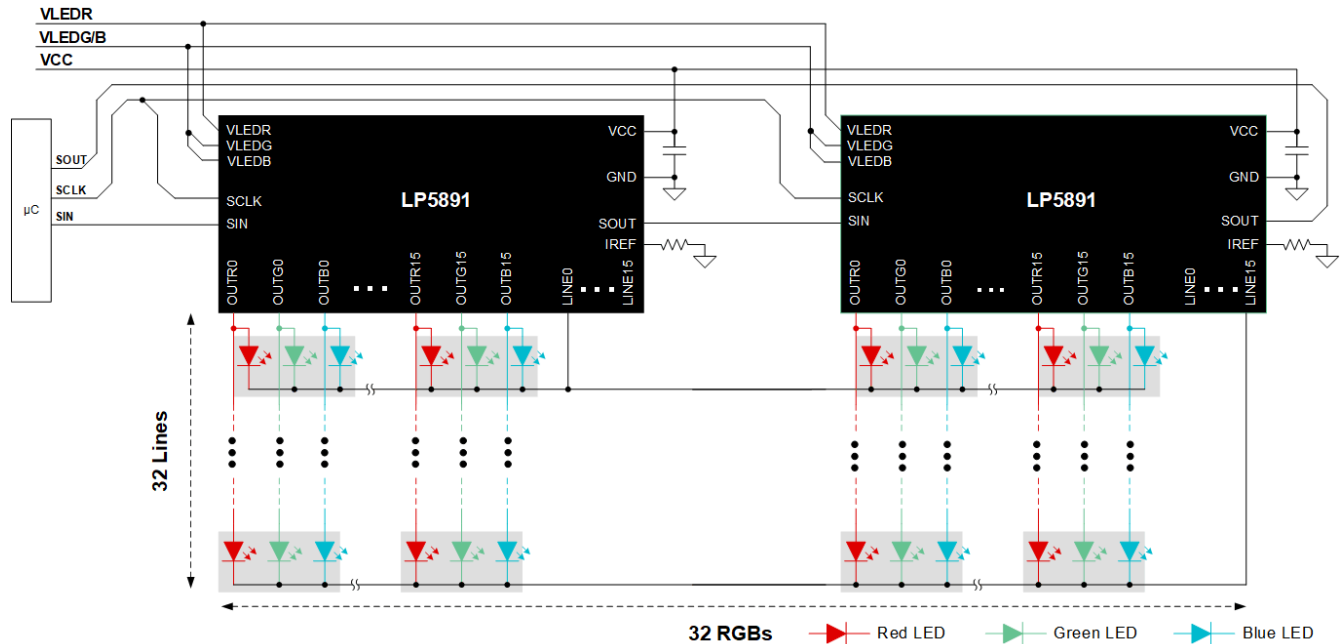 VLEDR
VLEDG/B
VCC
µC
SOUT
SCLK
SIN
VLEDR
VLEDG
VLEDB
SCLK
SIN
LP5891
VCC
GND
SOUT
IREF
OUTR0
OUTG0
OUTB0
OUTR15
OUTG15
OUTB15
LINE0
LINE15
VLEDR
VLEDG
VLEDB
SCLK
SIN
LP5891
VCC
GND
SOUT
IREF
OUTR0
OUTG0
OUTB0
OUTR15
OUTG15
OUTB15
LINE0
LINE15
32 Lines
32 RGBs
Red LED
Green LED
Blue LED